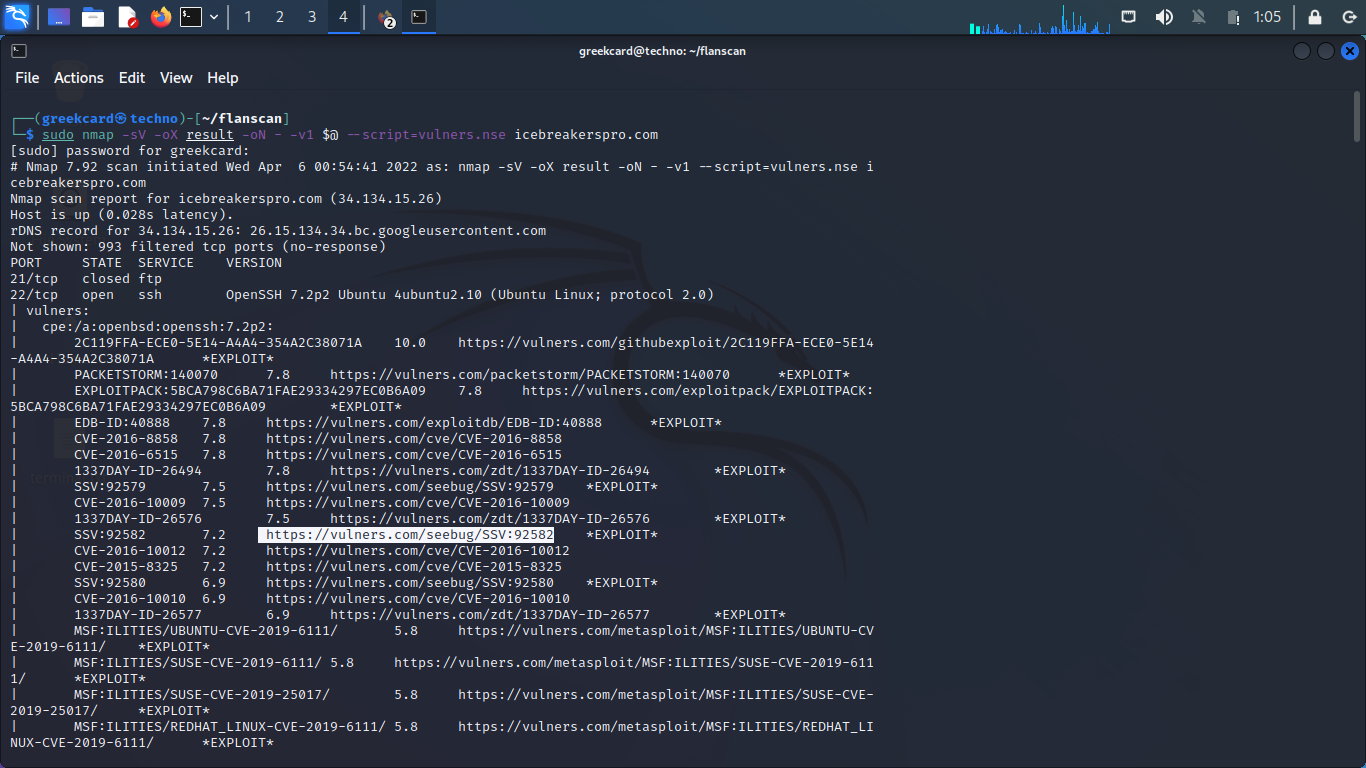 1 2 3 4 2 1:05
greekcard@techno: ~/flanscan
File Actions Edit View Help
┌──(greekcard㉿techno)-[~/flanscan]
└─$ sudo nmap -sV -oX result -oN - -v1 $@ --script=vulners.nse icebreakerspro.com
[sudo] password for greekcard:
# Nmap 7.92 scan initiated Wed Apr  6 00:54:41 2022 as: nmap -sV -oX result -oN - -v1 --script=vulners.nse i
cebreakerspro.com
Nmap scan report for icebreakerspro.com (34.134.15.26)
Host is up (0.028s latency).
rDNS record for 34.134.15.26: 26.15.134.34.bc.googleusercontent.com
Not shown: 993 filtered tcp ports (no-response)
PORT     STATE  SERVICE    VERSION
21/tcp   closed ftp
22/tcp   open   ssh        OpenSSH 7.2p2 Ubuntu 4ubuntu2.10 (Ubuntu Linux; protocol 2.0)
| vulners:
|   cpe:/a:openbsd:openssh:7.2p2:
|       2C119FFA-ECE0-5E14-A4A4-354A2C38071A    10.0    https://vulners.com/githubexploit/2C119FFA-ECE0-5E14
-A4A4-354A2C38071A      *EXPLOIT*
|       PACKETSTORM:140070      7.8     https://vulners.com/packetstorm/PACKETSTORM:140070      *EXPLOIT*
|       EXPLOITPACK:5BCA798C6BA71FAE29334297EC0B6A09    7.8     https://vulners.com/exploitpack/EXPLOITPACK:
5BCA798C6BA71FAE29334297EC0B6A09        *EXPLOIT*
|       EDB-ID:40888    7.8     https://vulners.com/exploitdb/EDB-ID:40888      *EXPLOIT*
|       CVE-2016-8858   7.8     https://vulners.com/cve/CVE-2016-8858
|       CVE-2016-6515   7.8     https://vulners.com/cve/CVE-2016-6515
|       1337DAY-ID-26494        7.8     https://vulners.com/zdt/1337DAY-ID-26494        *EXPLOIT*
|       SSV:92579       7.5     https://vulners.com/seebug/SSV:92579    *EXPLOIT*
|       CVE-2016-10009  7.5     https://vulners.com/cve/CVE-2016-10009
|       1337DAY-ID-26576        7.5     https://vulners.com/zdt/1337DAY-ID-26576        *EXPLOIT*
|       SSV:92582       7.2     https://vulners.com/seebug/SSV:92582    *EXPLOIT*
|       CVE-2016-10012  7.2     https://vulners.com/cve/CVE-2016-10012
|       CVE-2015-8325   7.2     https://vulners.com/cve/CVE-2015-8325
|       SSV:92580       6.9     https://vulners.com/seebug/SSV:92580    *EXPLOIT*
|       CVE-2016-10010  6.9     https://vulners.com/cve/CVE-2016-10010
|       1337DAY-ID-26577        6.9     https://vulners.com/zdt/1337DAY-ID-26577        *EXPLOIT*
|       MSF:ILITIES/UBUNTU-CVE-2019-6111/       5.8     https://vulners.com/metasploit/MSF:ILITIES/UBUNTU-CV
E-2019-6111/    *EXPLOIT*
|       MSF:ILITIES/SUSE-CVE-2019-6111/ 5.8     https://vulners.com/metasploit/MSF:ILITIES/SUSE-CVE-2019-611
1/      *EXPLOIT*
|       MSF:ILITIES/SUSE-CVE-2019-25017/        5.8     https://vulners.com/metasploit/MSF:ILITIES/SUSE-CVE-
2019-25017/     *EXPLOIT*
|       MSF:ILITIES/REDHAT_LINUX-CVE-2019-6111/ 5.8     https://vulners.com/metasploit/MSF:ILITIES/REDHAT_LI
NUX-CVE-2019-6111/      *EXPLOIT*